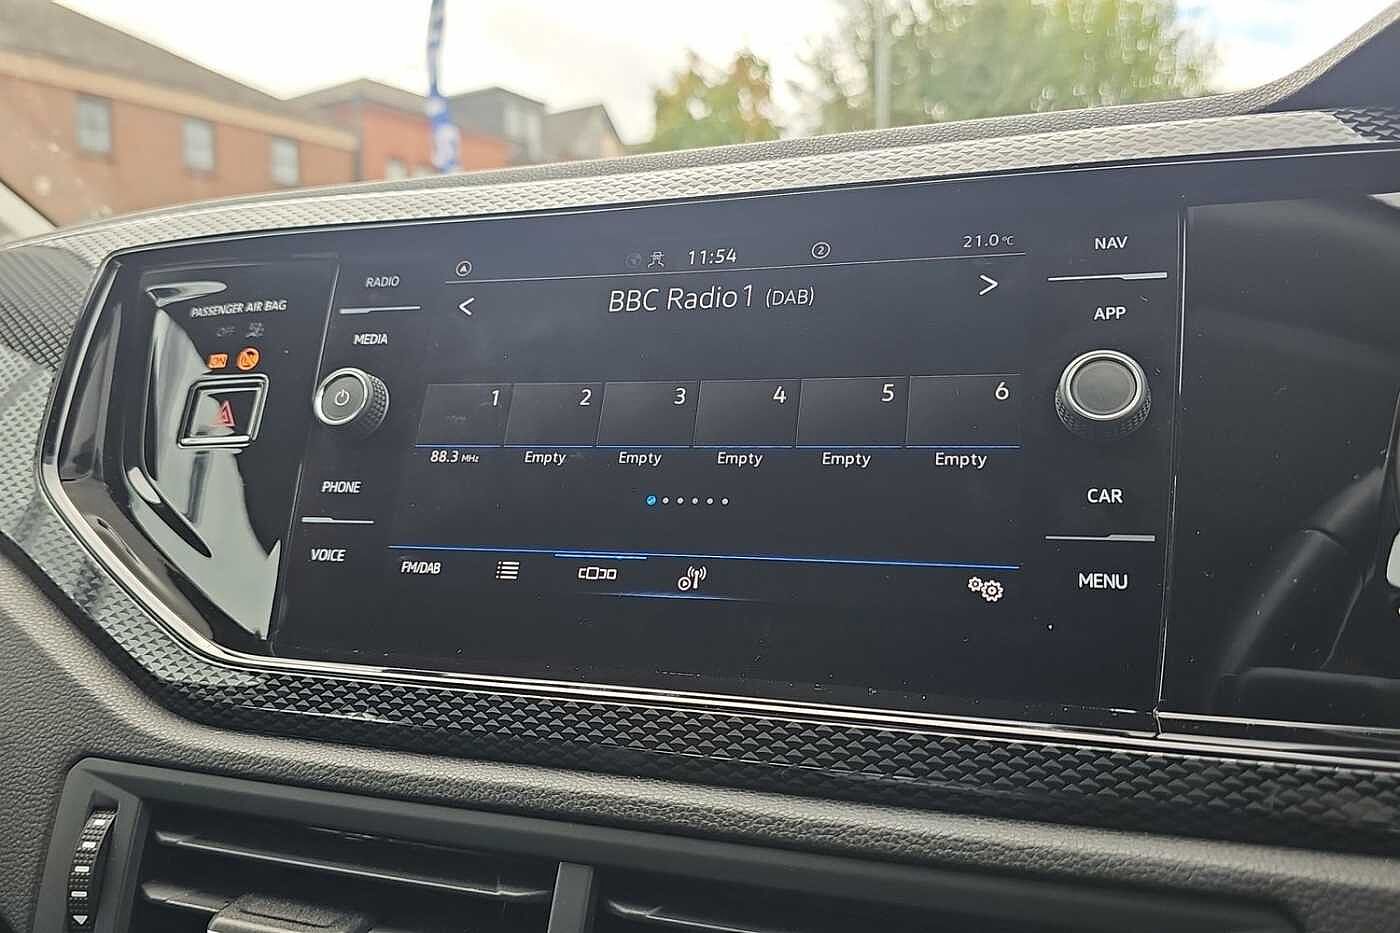 PASSENGER AIR BAG
OFF
ON
RADIO
MEDIA
PHONE
VOICE
11:54
2
21.0°C
< BBC Radio 1 (DAB) >
1 2 3 4 5 6
88.3 MHz Empty Empty Empty Empty Empty
FM/DAB
NAV
APP
CAR
MENU